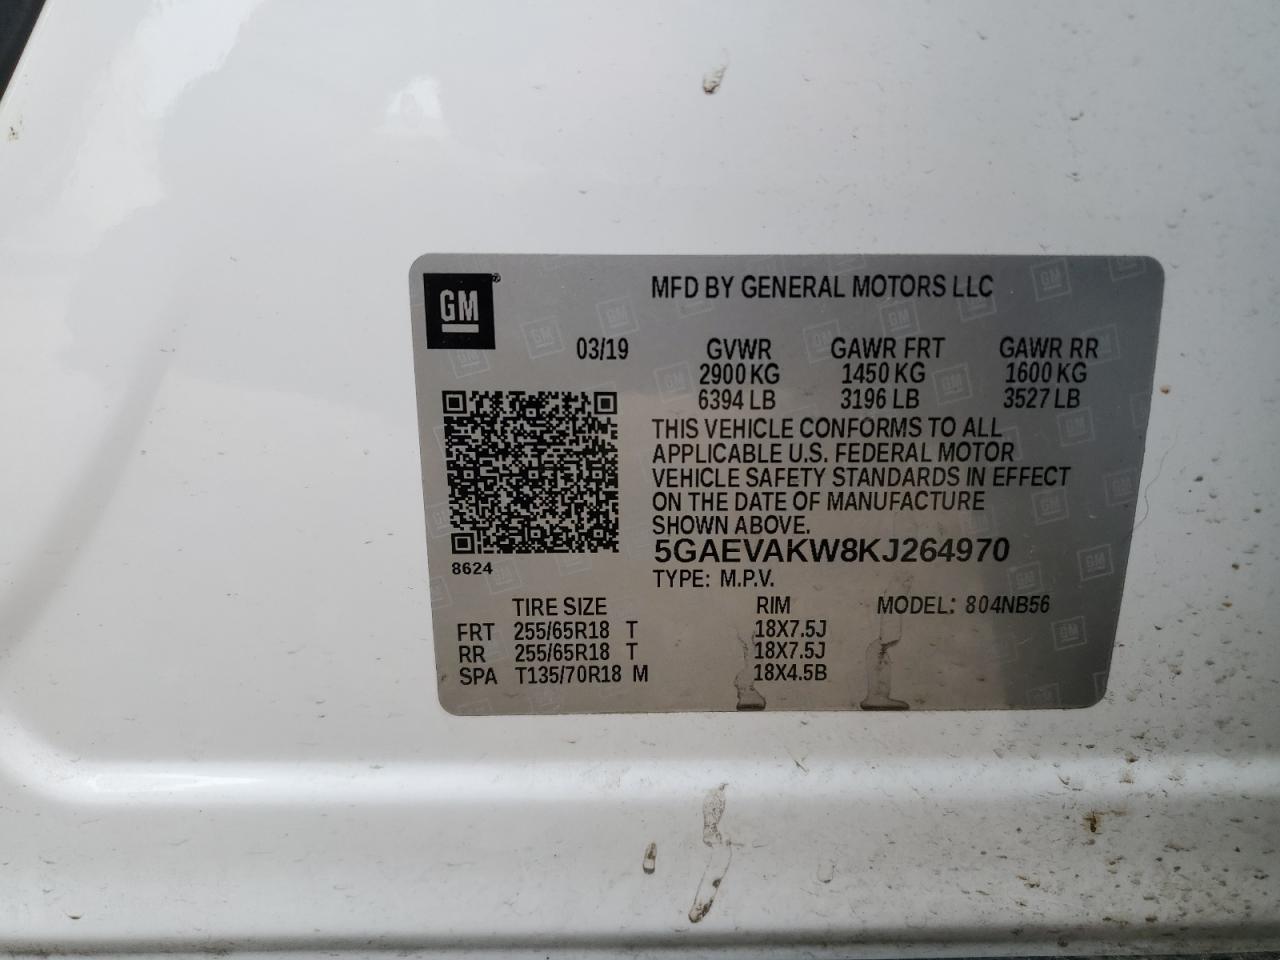 GM
MFD BY GENERAL MOTORS LLC
03/19 GVWR GAWR FRT GAWR RR
2900 KG 1450 KG 1600 KG
6394 LB 3196 LB 3527 LB
THIS VEHICLE CONFORMS TO ALL
APPLICABLE U.S. FEDERAL MOTOR
VEHICLE SAFETY STANDARDS IN EFFECT
ON THE DATE OF MANUFACTURE
SHOWN ABOVE.
8624
5GAEVAKW8KJ264970
TYPE: M.P.V.
TIRE SIZE RIM MODEL: 804NB56
FRT 255/65R18 T 18X7.5J
RR 255/65R18 T 18X7.5J
SPA T135/70R18 M 18X4.5B